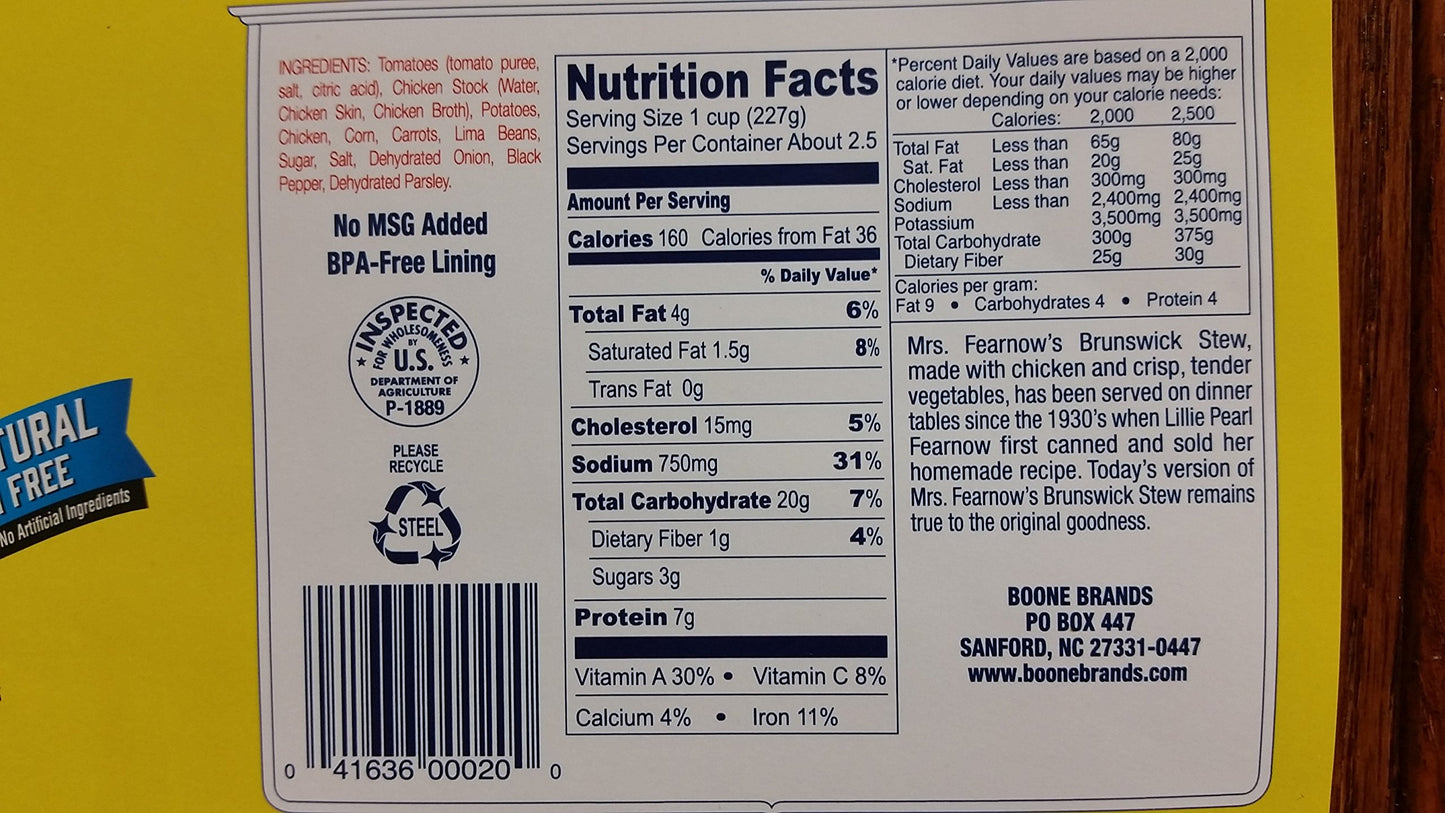 INGREDIENTS: Tomatoes (tomato puree,
salt, citric acid), Chicken Stock (Water,
Chicken Skin, Chicken Broth), Potatoes,
Chicken, Corn, Carrots, Lima Beans,
Sugar, Salt, Dehydrated Onion, Black
Pepper, Dehydrated Parsley.
No MSG Added
BPA-Free Lining
INSPECTED
FOR WHOLESOMENESS
BY
U.S.
DEPARTMENT OF
AGRICULTURE
P-1889
PLEASE
RECYCLE
STEEL
0 41636 00020 0
URAL
FREE
No Artificial Ingredients
Nutrition Facts
Serving Size 1 cup (227g)
Servings Per Container About 2.5
Amount Per Serving
Calories 160 Calories from Fat 36
% Daily Value*
Total Fat 4g 6%
Saturated Fat 1.5g 8%
Trans Fat 0g
Cholesterol 15mg 5%
Sodium 750mg 31%
Total Carbohydrate 20g 7%
Dietary Fiber 1g 4%
Sugars 3g
Protein 7g
Vitamin A 30% • Vitamin C 8%
Calcium 4% • Iron 11%
*Percent Daily Values are based on a 2,000
calorie diet. Your daily values may be higher
or lower depending on your calorie needs:
Calories: 2,000 2,500
Total Fat Less than 65g 80g
Sat. Fat Less than 20g 25g
Cholesterol Less than 300mg 300mg
Sodium Less than 2,400mg 2,400mg
Potassium 3,500mg 3,500mg
Total Carbohydrate 300g 375g
Dietary Fiber 25g 30g
Calories per gram:
Fat 9 • Carbohydrates 4 • Protein 4
Mrs. Fearnow's Brunswick Stew,
made with chicken and crisp, tender
vegetables, has been served on dinner
tables since the 1930's when Lillie Pearl
Fearnow first canned and sold her
homemade recipe. Today's version of
Mrs. Fearnow's Brunswick Stew remains
true to the original goodness.
BOONE BRANDS
PO BOX 447
SANFORD, NC 27331-0447
www.boonebrands.com